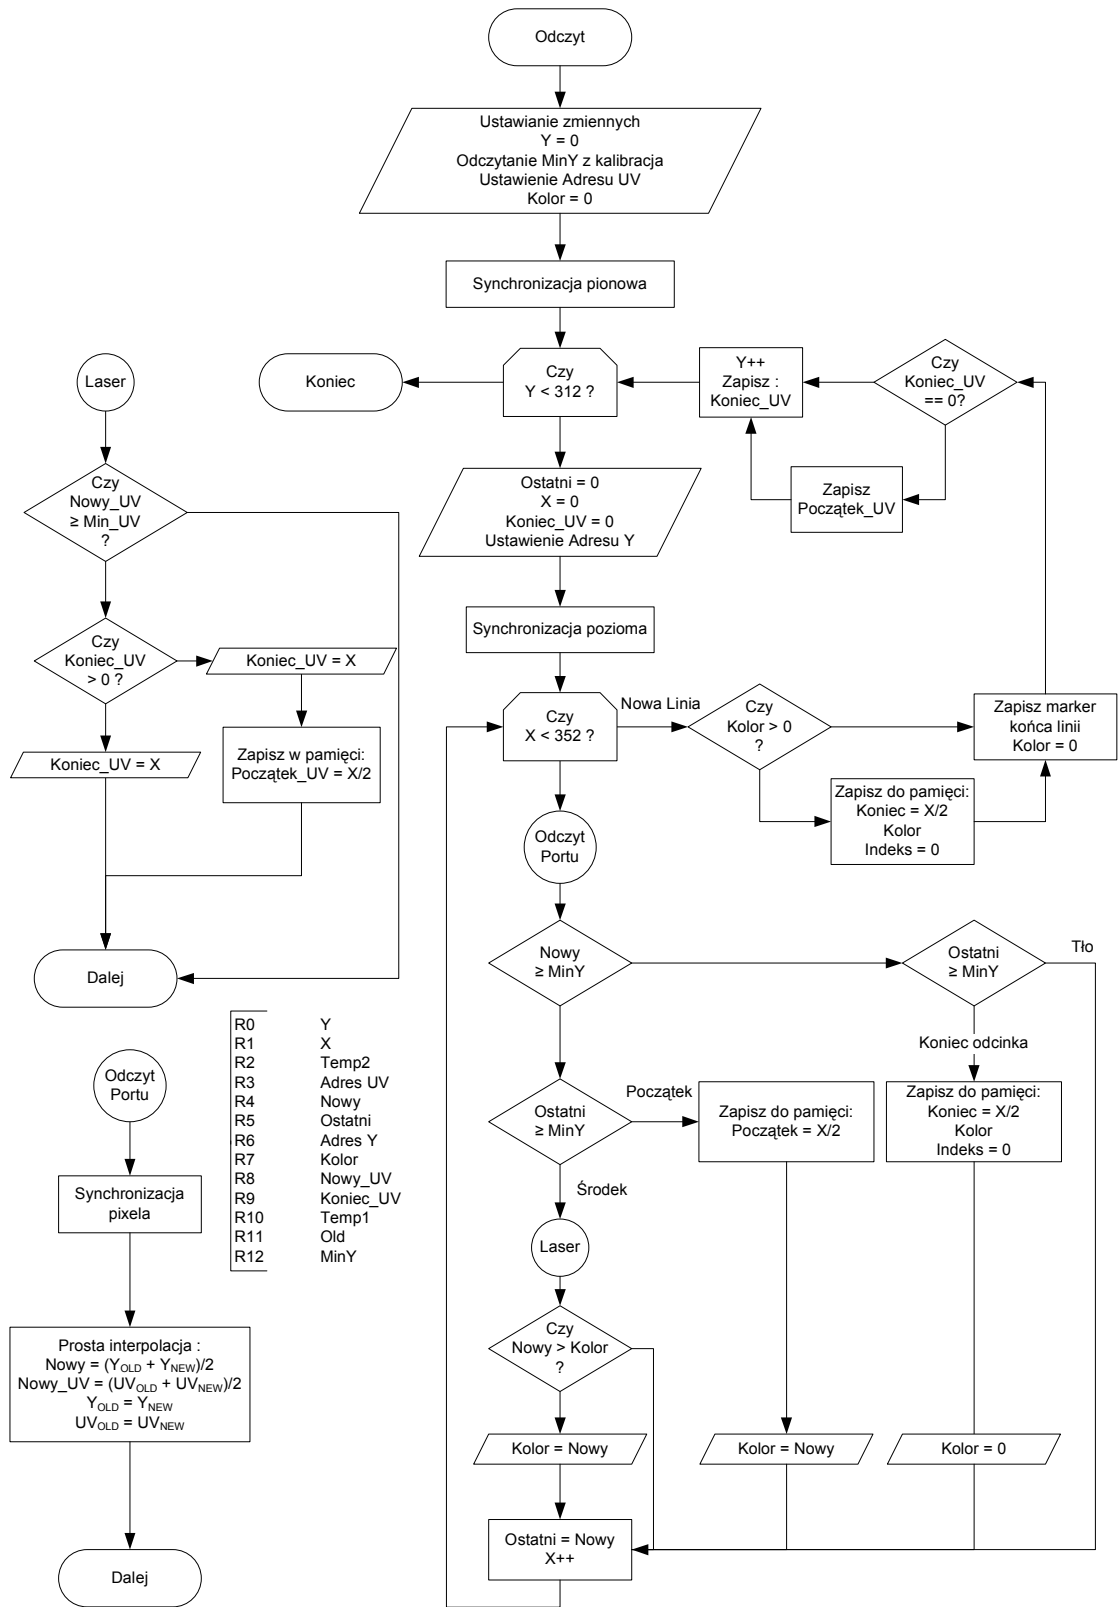 Odczyt
Ustawianie zmiennych
Y = 0
Odczytanie MinY z kalibracja
Ustawienie Adresu UV
Kolor = 0
Synchronizacja pionowa
Czy
Y < 312 ?
Koniec
Y++
Zapisz :
Koniec_UV
Czy
Koniec_UV
== 0?
Zapisz
Początek_UV
Ostatni = 0
X = 0
Koniec_UV = 0
Ustawienie Adresu Y
Synchronizacja pozioma
Czy
X < 352 ?
Nowa Linia
Czy
Kolor > 0
?
Zapisz marker
końca linii
Kolor = 0
Zapisz do pamięci:
Koniec = X/2
Kolor
Indeks = 0
Odczyt
Portu
Nowy
≥ MinY
Ostatni
≥ MinY
Tło
Koniec odcinka
Ostatni
≥ MinY
Początek
Zapisz do pamięci:
Początek = X/2
Zapisz do pamięci:
Koniec = X/2
Kolor
Indeks = 0
Środek
Laser
Czy
Nowy > Kolor
?
Kolor = Nowy
Kolor = Nowy
Kolor = 0
Ostatni = Nowy
X++
Laser
Czy
Nowy_UV
≥ Min_UV
?
Czy
Koniec_UV
> 0 ?
Koniec_UV = X
Koniec_UV = X
Zapisz w pamięci:
Początek_UV = X/2
Dalej
R0 Y
R1 X
R2 Temp2
R3 Adres UV
R4 Nowy
R5 Ostatni
R6 Adres Y
R7 Kolor
R8 Nowy_UV
R9 Koniec_UV
R10 Temp1
R11 Old
R12 MinY
Odczyt
Portu
Synchronizacja
pixela
Prosta interpolacja :
Nowy = (Y_OLD + Y_NEW)/2
Nowy_UV = (UV_OLD + UV_NEW)/2
Y_OLD = Y_NEW
UV_OLD = UV_NEW
Dalej